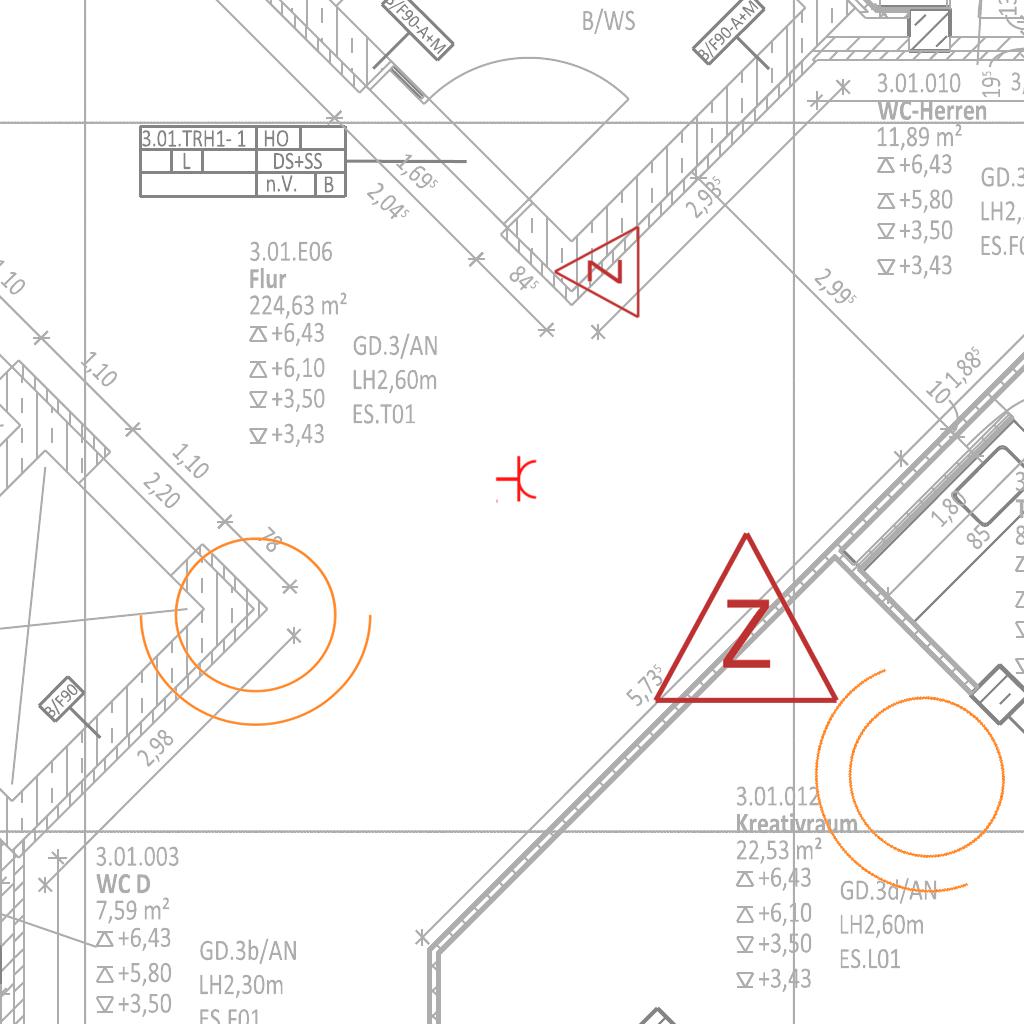 B/F90-A+M
B/WS
B/F90-A+M
3.01.010
WC-Herren
11,89 m²
+6,43
+5,80
+3,50
+3,43
GD.3
LH2,
19⁵
3.01.TRH1- 1 HO
L DS+SS
n.V. B
1,69⁵
2,04⁵
2,93⁵
84⁵
2,99⁵
3.01.E06
Flur
224,63 m²
+6,43
+6,10
+3,50
+3,43
GD.3/AN
LH2,60m
ES.T01
Z
1,10
1,10
1,10
2,20
78
11,88⁵
10
85
Z
5,73⁵
B/F90
2,98
3.01.012
Kreativraum
22,53 m²
+6,43
+6,10
+3,50
+3,43
GD.3d/AN
LH2,60m
ES.L01
3.01.003
WC D
7,59 m²
+6,43
+5,80
+3,50
GD.3b/AN
LH2,30m
ES.F01